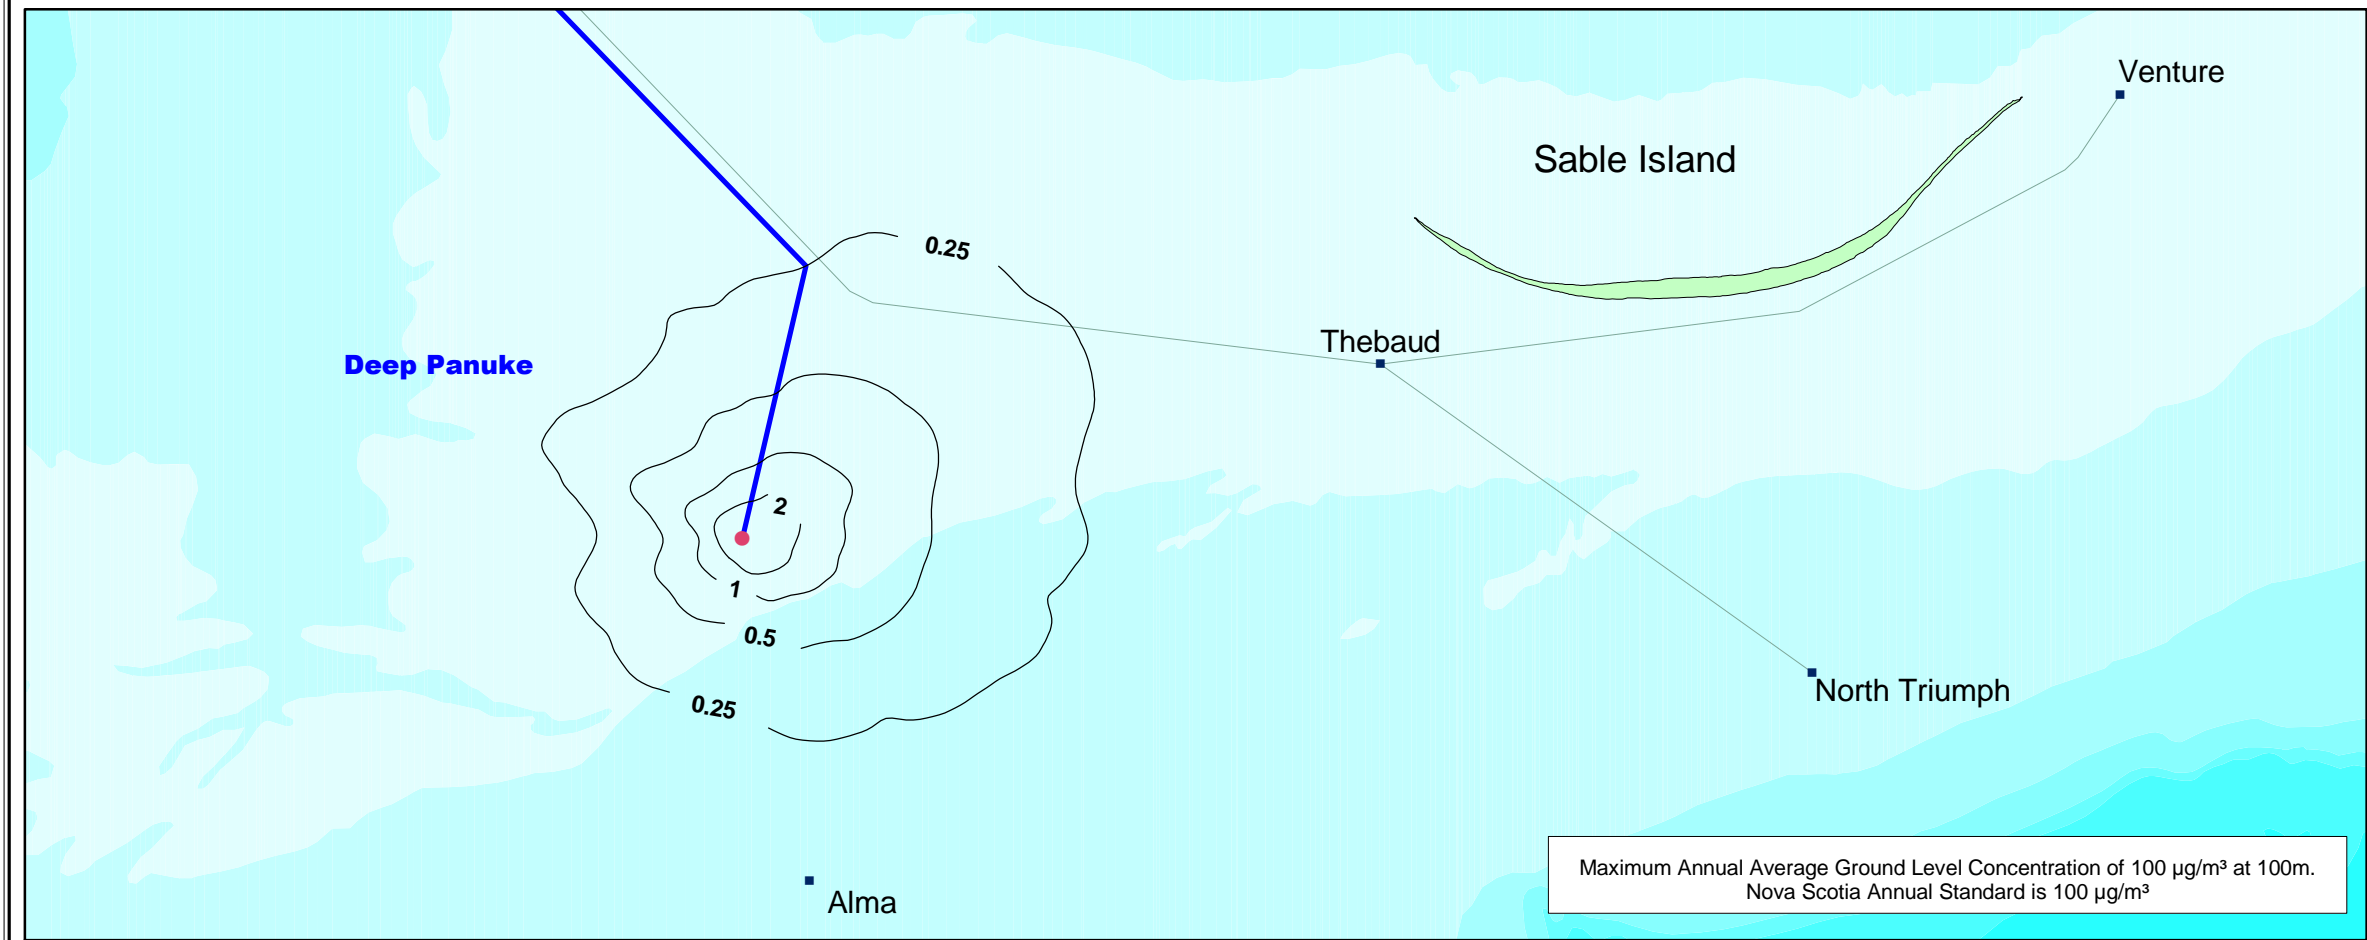 Venture
Sable Island
0.25
Thebaud
Deep Panuke
2
1
0.5
North Triumph
0.25
Maximum Annual Average Ground Level Concentration of 100 µg/m³ at 100m.
Nova Scotia Annual Standard is 100 µg/m³
Alma